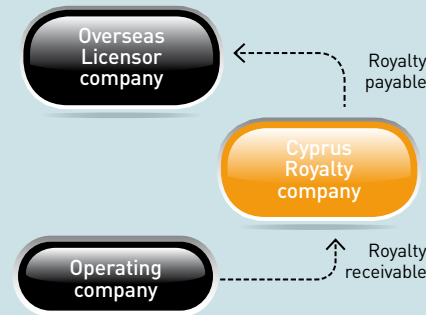 Overseas
Licensor
company
Royalty
payable
Cyprus
Royalty
company
Royalty
receivable
Operating
company